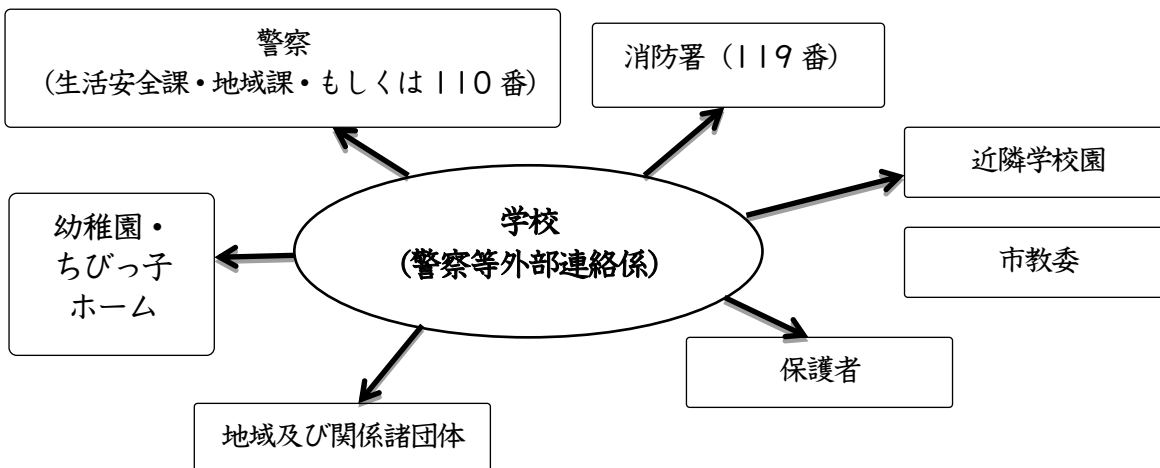 警察
(生活安全課・地域課・もしくは110番)
消防署（119番）
近隣学校園
幼稚園・
ちびっ子
ホーム
学校
(警察等外部連絡係)
市教委
保護者
地域及び関係諸団体